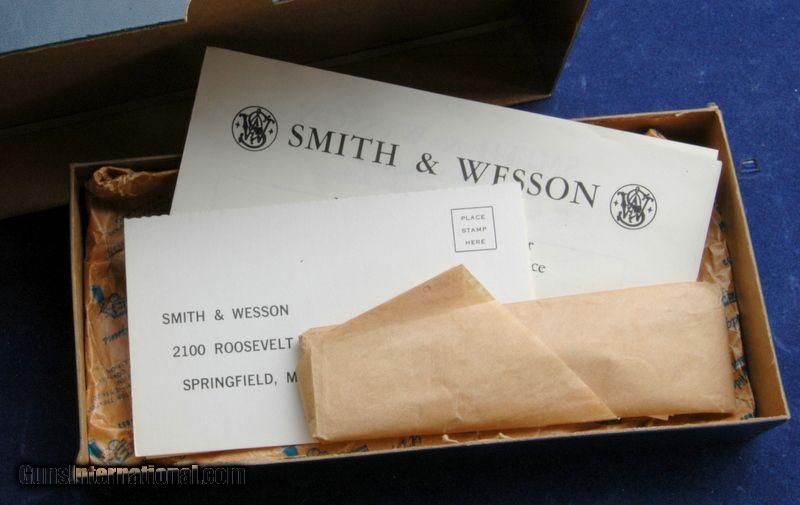 SMITH & WESSON
PLACE
STAMP
HERE
SMITH & WESSON
2100 ROOSEVELT
SPRINGFIELD, M
GunsInternational.com